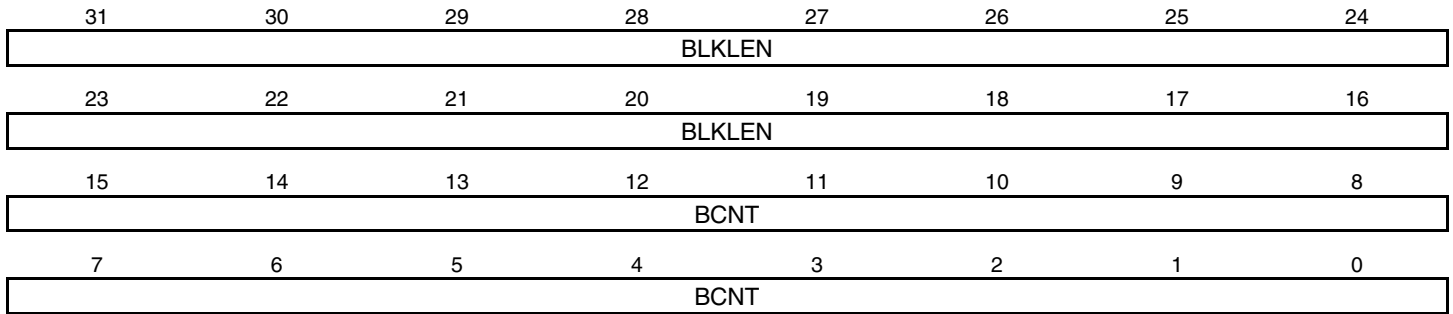 31 30 29 28 27 26 25 24
BLKLEN
23 22 21 20 19 18 17 16
BLKLEN
15 14 13 12 11 10 9 8
BCNT
7 6 5 4 3 2 1 0
BCNT